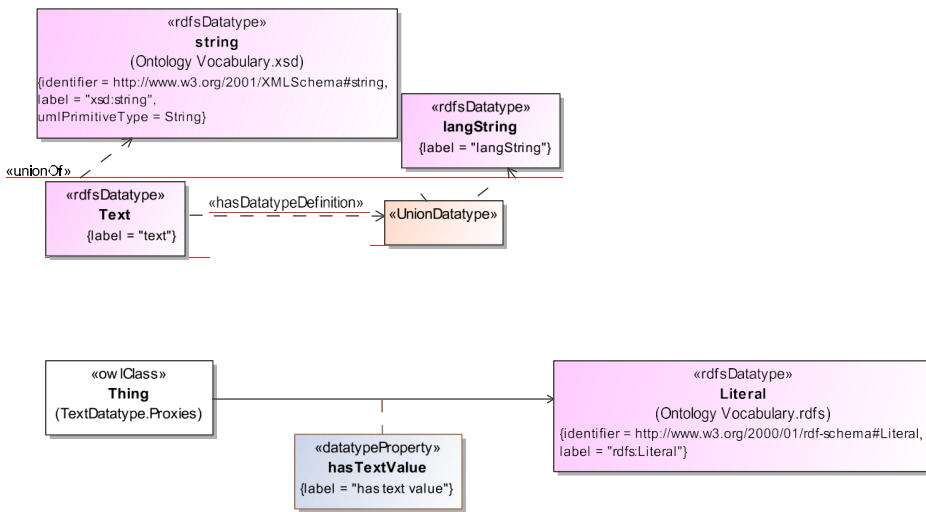 «rdfsDatatype»
string
(Ontology Vocabulary.xsd)
{identifier = http://www.w3.org/2001/XMLSchema#string,
label = "xsd:string",
umlPrimitiveType = String}
«rdfsDatatype»
langString
{label = "langString"}
«unionOf»
«rdfsDatatype»
Text
{label = "text"}
«hasDatatypeDefinition»
«UnionDatatype»
«owlClass»
Thing
(TextDatatype.Proxies)
«rdfsDatatype»
Literal
(Ontology Vocabulary.rdfs)
{identifier = http://www.w3.org/2000/01/rdf-schema#Literal,
label = "rdfs:Literal"}
«datatypeProperty»
hasTextValue
{label = "has text value"}